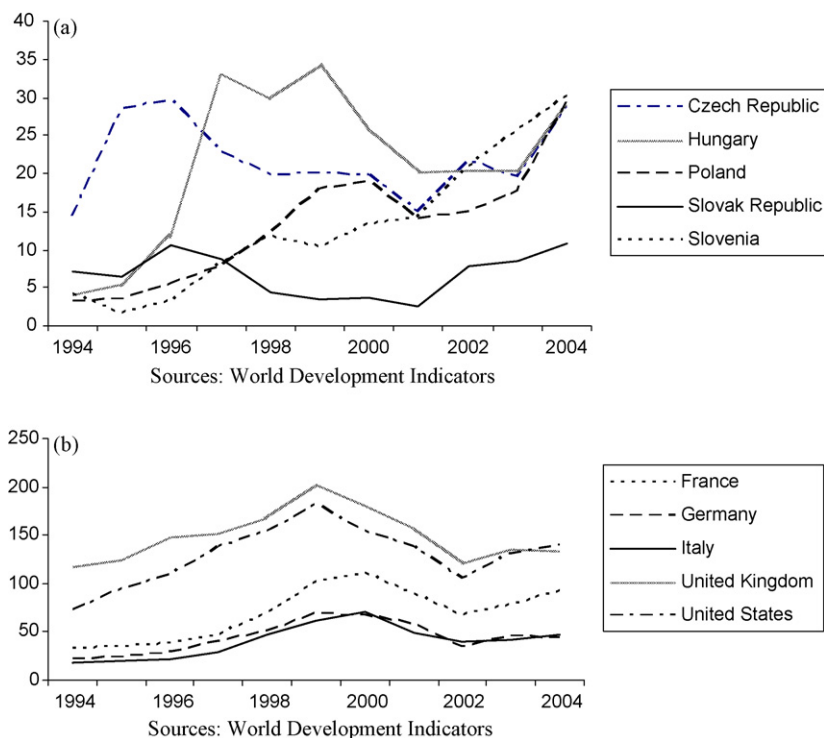 (a)
40
35
30
25
20
15
10
5
0
1994 1996 1998 2000 2002 2004
Sources: World Development Indicators
Czech Republic
Hungary
Poland
Slovak Republic
Slovenia
(b)
250
200
150
100
50
0
1994 1996 1998 2000 2002 2004
Sources: World Development Indicators
France
Germany
Italy
United Kingdom
United States